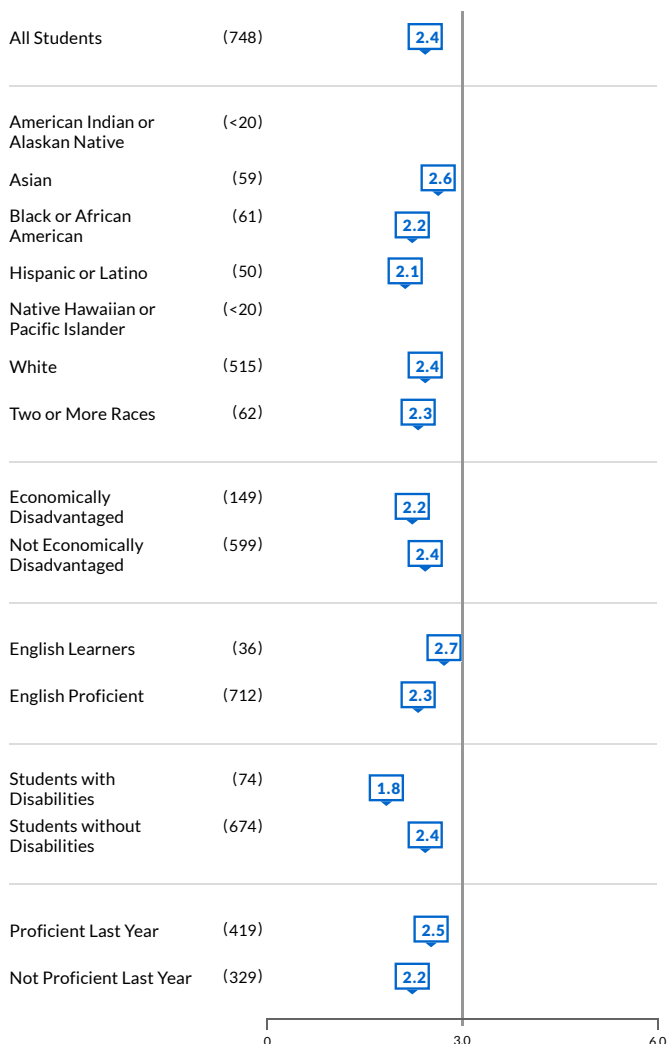 All Students (748) 2.4
American Indian or (<20)
Alaskan Native
Asian (59) 2.6
Black or African (61) 2.2
American
Hispanic or Latino (50) 2.1
Native Hawaiian or (<20)
Pacific Islander
White (515) 2.4
Two or More Races (62) 2.3
Economically (149) 2.2
Disadvantaged
Not Economically (599) 2.4
Disadvantaged
English Learners (36) 2.7
English Proficient (712) 2.3
Students with (74) 1.8
Disabilities
Students without (674) 2.4
Disabilities
Proficient Last Year (419) 2.5
Not Proficient Last Year (329) 2.2
0 3.0 6.0